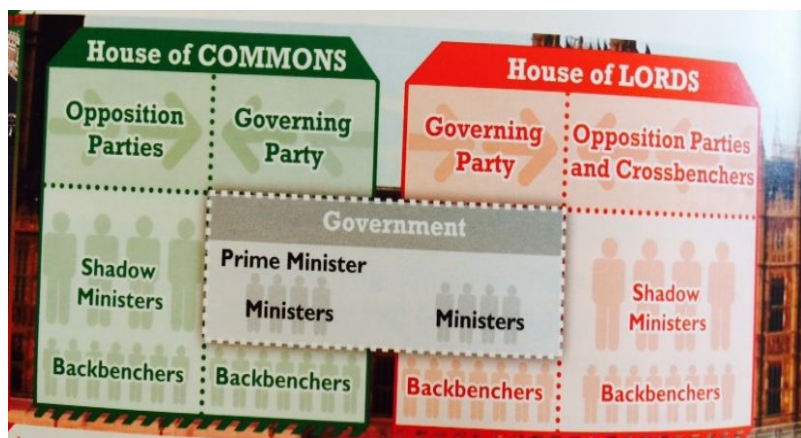 House of COMMONS
Opposition
Parties
Governing
Party
Shadow
Ministers
Backbenchers
Backbenchers
Government
Prime Minister
Ministers
Ministers
House of LORDS
Governing
Party
Opposition Parties
and Crossbenchers
Shadow
Ministers
Backbenchers
Backbenchers